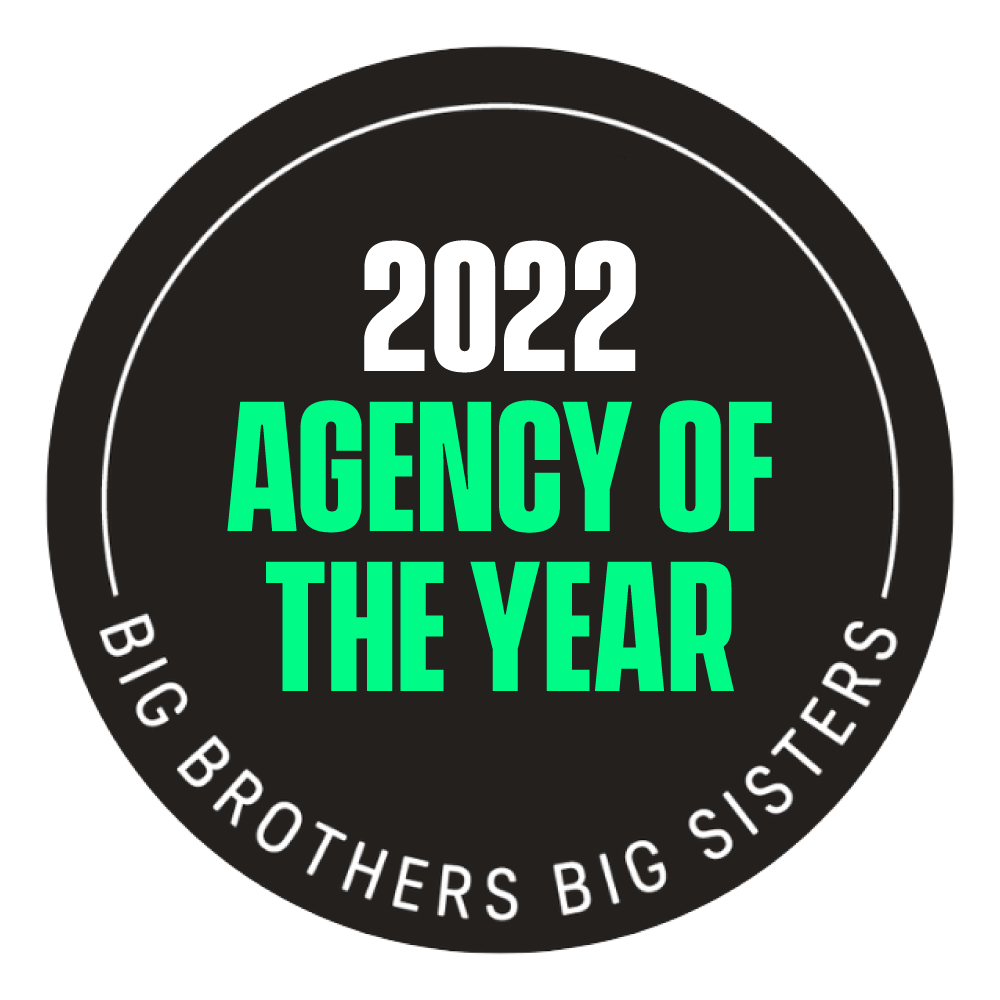 2022
AGENCY OF
THE YEAR
BIG BROTHERS BIG SISTERS